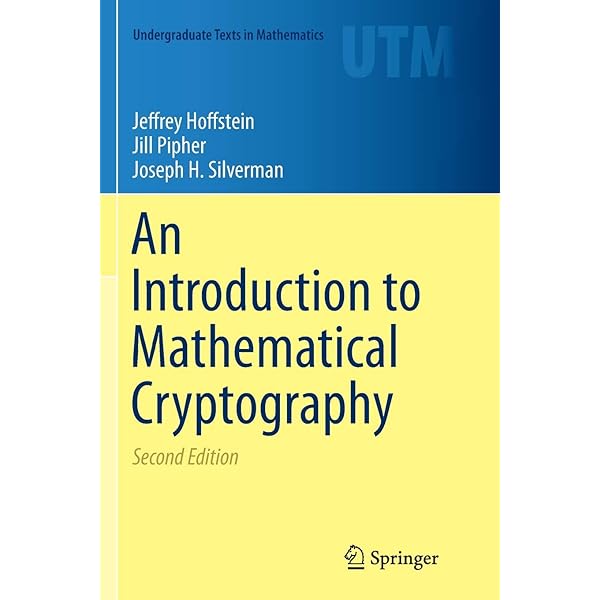 Undergraduate Texts in Mathematics
UTM
Jeffrey Hoffstein
Jill Pipher
Joseph H. Silverman
An
Introduction to
Mathematical
Cryptography
Second Edition
Springer